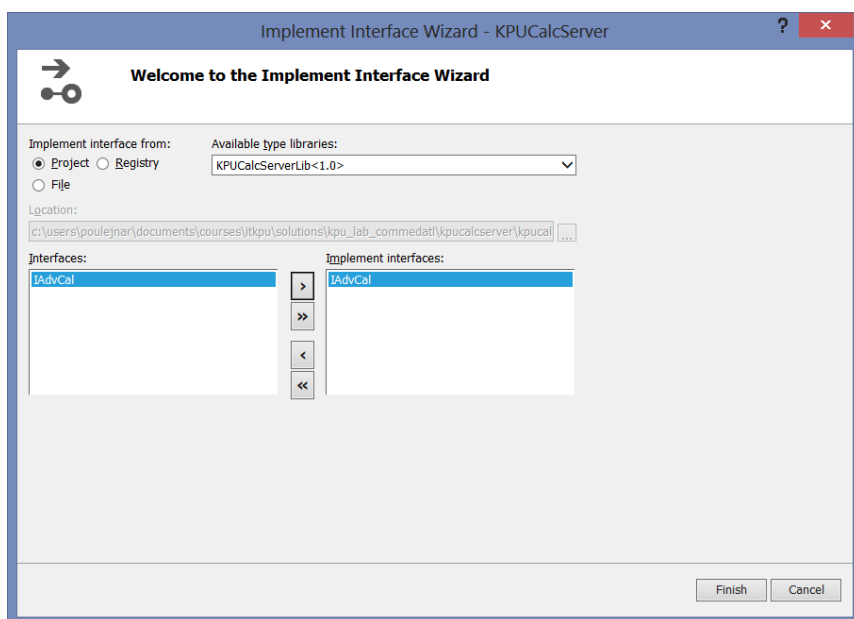 Implement Interface Wizard - KPUCalcServer
?
x
Welcome to the Implement Interface Wizard
Implement interface from:
Available type libraries:
Project
Registry
KPUCalcServerLib<1.0>
File
Location:
c:\users\poulejnar\documents\courses\itkpu\solutions\kpu_lab_commedatl\kpucalcserver\kpucal
...
Interfaces:
Implement interfaces:
IAdvCal
IAdvCal
>
>>
<
<<
Finish
Cancel